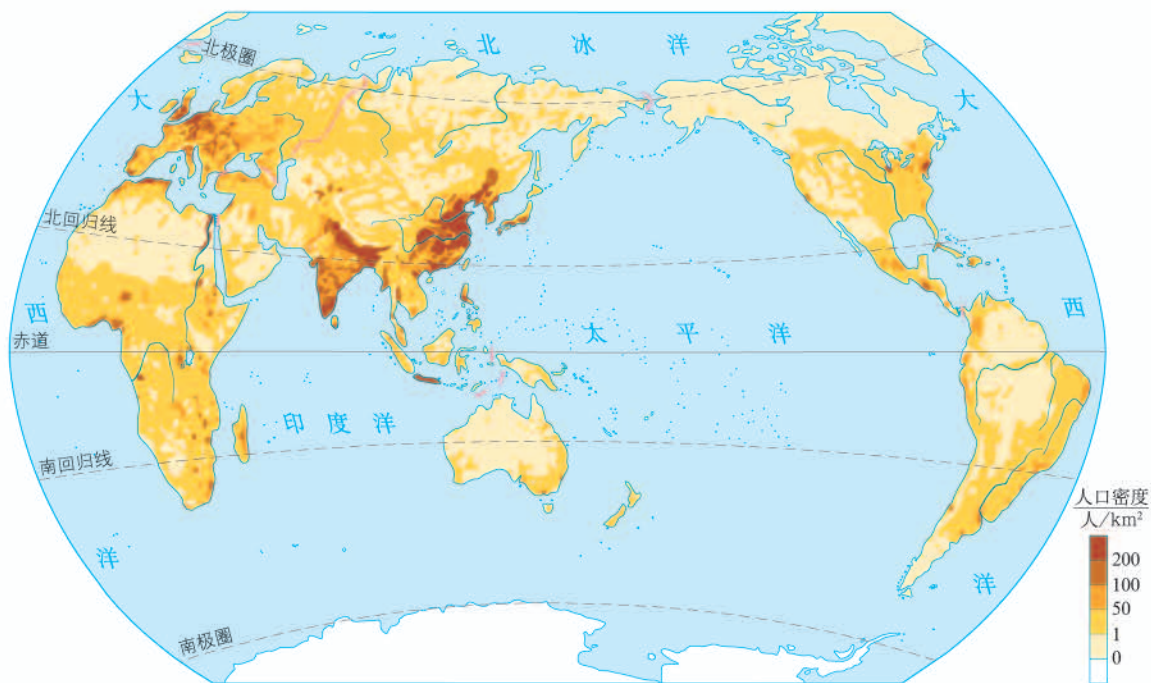 北冰洋
北极圈
大
大
北回归线
西
西
太平洋
赤道
印度洋
南回归线
人口密度
人/km²
200
100
50
1
0
洋
洋
南极圈